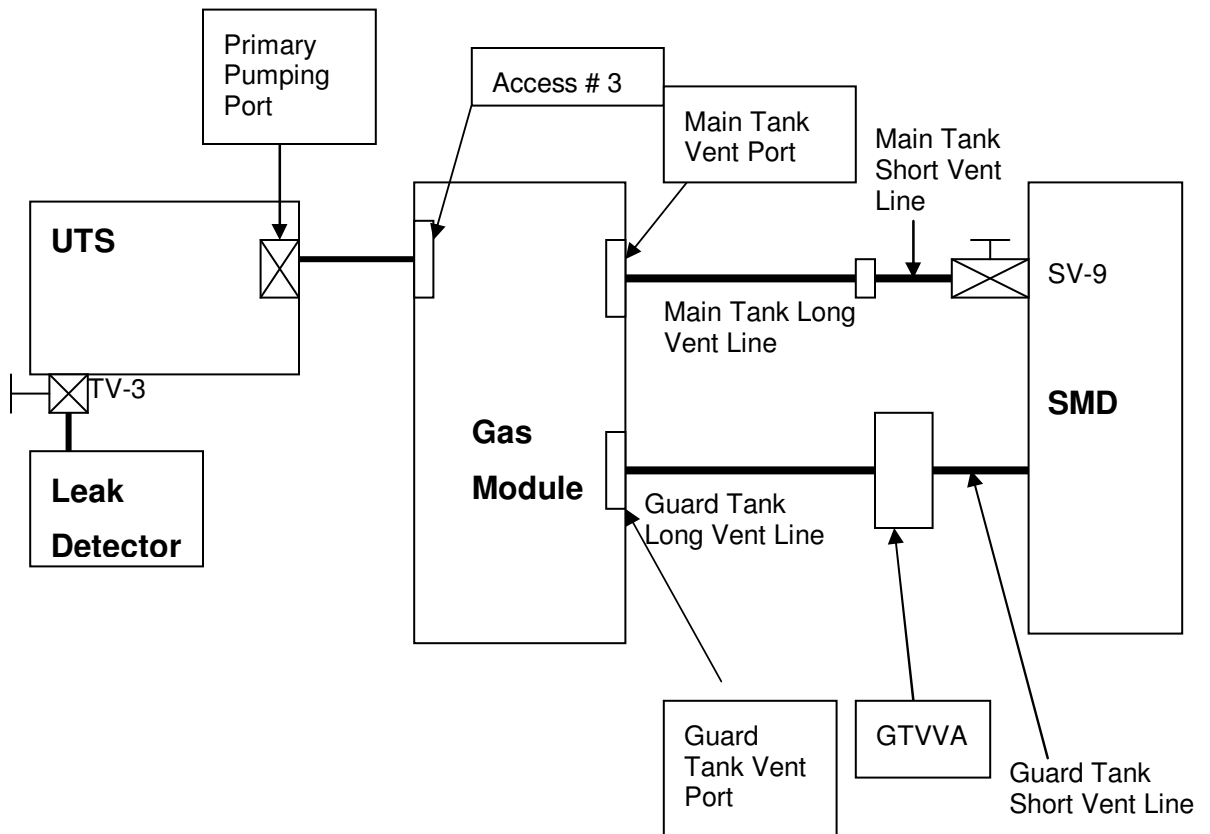 Primary
Pumping
Port
Access # 3
Main Tank
Vent Port
Main Tank
Short Vent
Line
UTS
SV-9
Main Tank Long
Vent Line
TV-3
SMD
Gas
Module
Leak
Detector
Guard Tank
Long Vent Line
Guard
Tank Vent
Port
GTVVA
Guard Tank
Short Vent Line